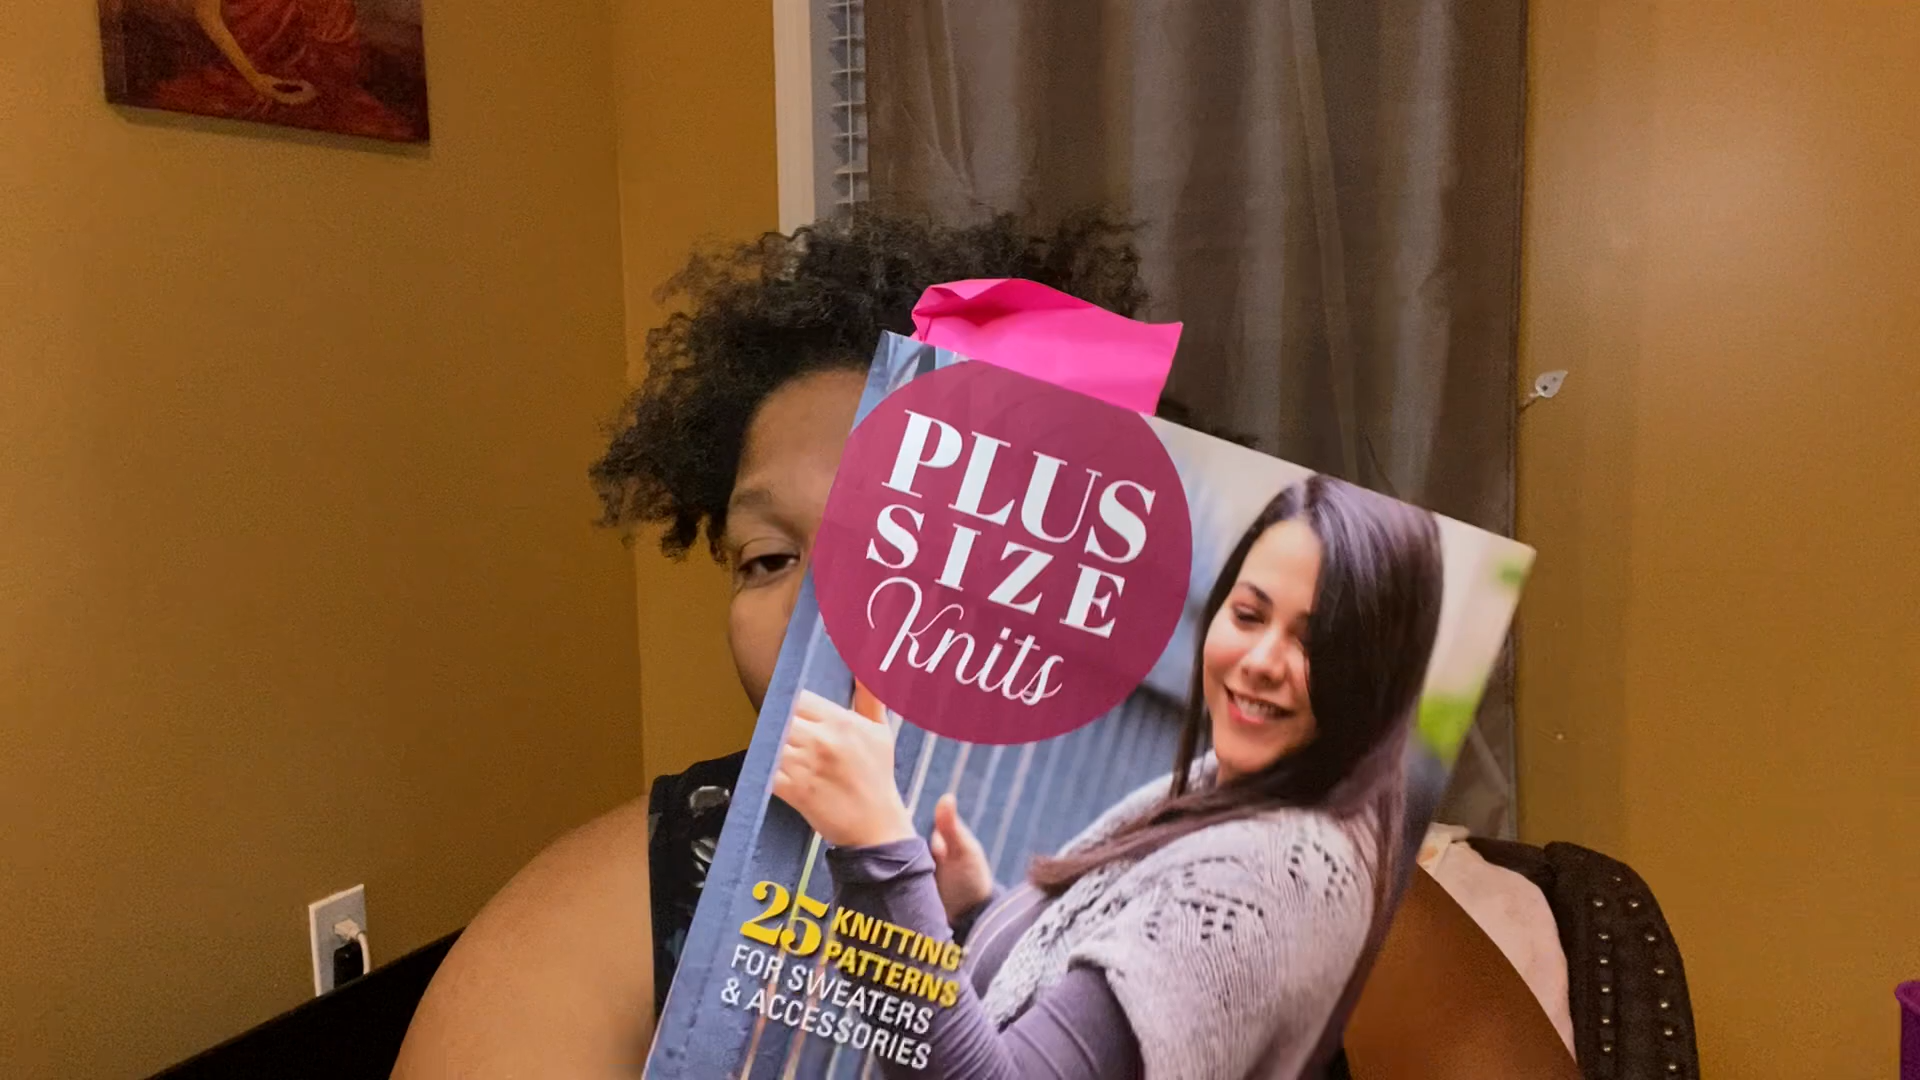 PLUS
SIZE
Knits
25 KNITTING
PATTERNS
FOR SWEATERS
& ACCESSORIES